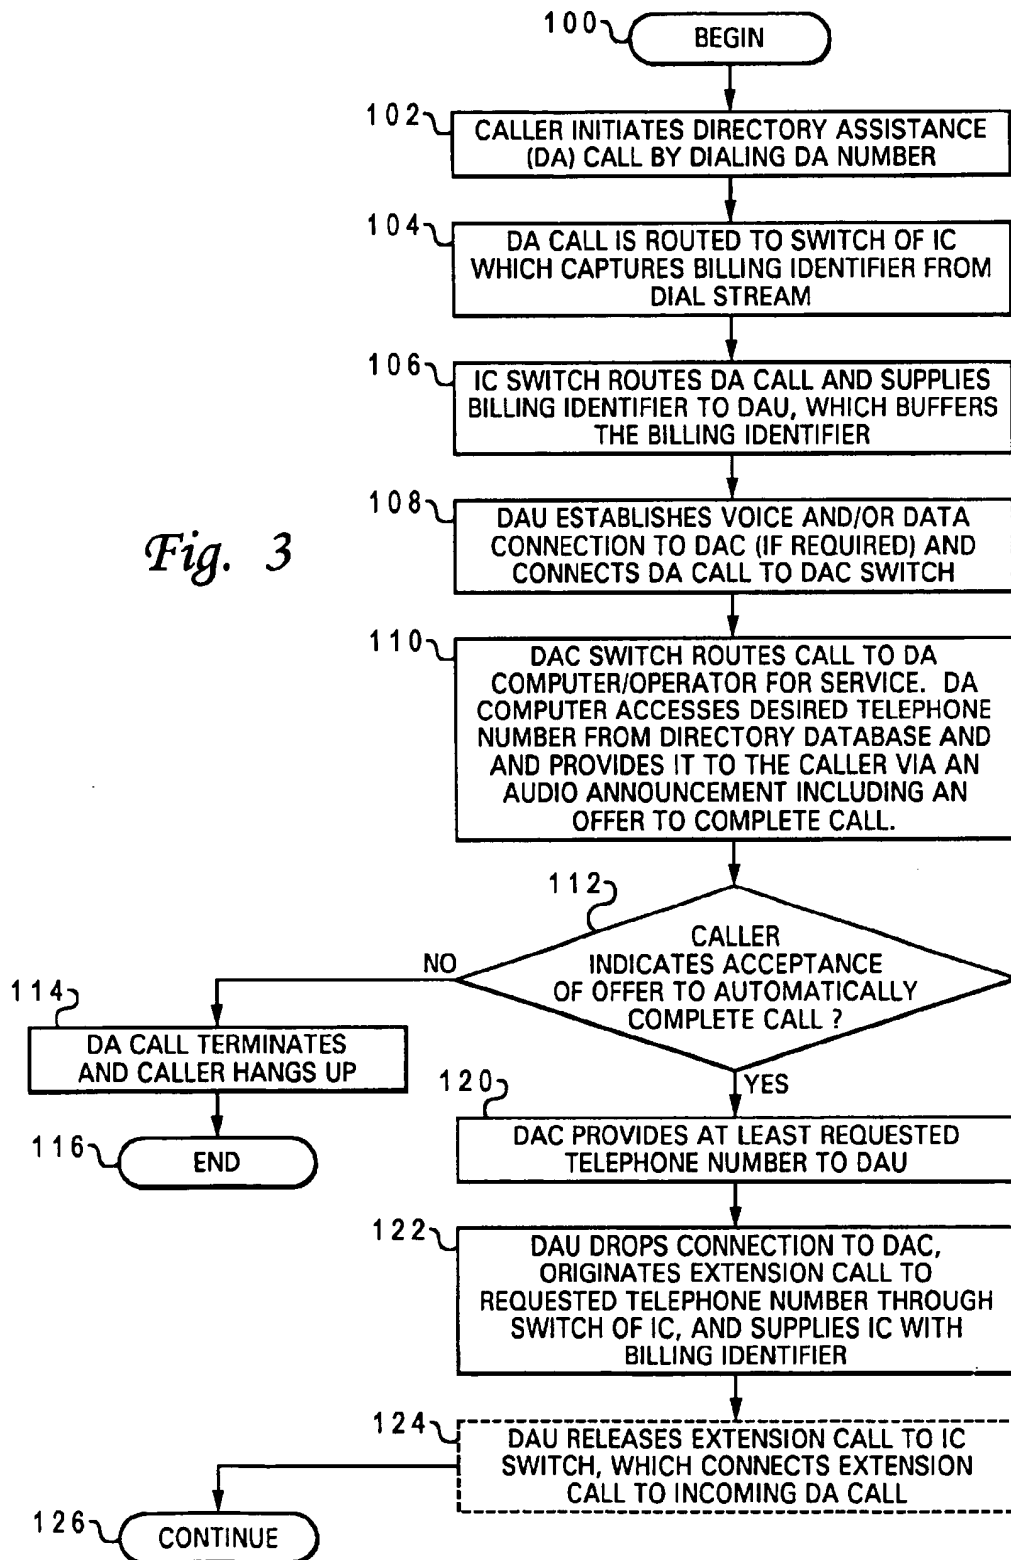 100
BEGIN
102
CALLER INITIATES DIRECTORY ASSISTANCE
(DA) CALL BY DIALING DA NUMBER
104
DA CALL IS ROUTED TO SWITCH OF IC
WHICH CAPTURES BILLING IDENTIFIER FROM
DIAL STREAM
106
IC SWITCH ROUTES DA CALL AND SUPPLIES
BILLING IDENTIFIER TO DAU, WHICH BUFFERS
THE BILLING IDENTIFIER
108
DAU ESTABLISHES VOICE AND/OR DATA
CONNECTION TO DAC (IF REQUIRED) AND
CONNECTS DA CALL TO DAC SWITCH
Fig. 3
110
DAC SWITCH ROUTES CALL TO DA
COMPUTER/OPERATOR FOR SERVICE. DA
COMPUTER ACCESSES DESIRED TELEPHONE
NUMBER FROM DIRECTORY DATABASE AND
AND PROVIDES IT TO THE CALLER VIA AN
AUDIO ANNOUNCEMENT INCLUDING AN
OFFER TO COMPLETE CALL.
112
CALLER
INDICATES ACCEPTANCE
OF OFFER TO AUTOMATICALLY
COMPLETE CALL ?
NO
114
DA CALL TERMINATES
AND CALLER HANGS UP
116
END
YES
120
DAC PROVIDES AT LEAST REQUESTED
TELEPHONE NUMBER TO DAU
122
DAU DROPS CONNECTION TO DAC,
ORIGINATES EXTENSION CALL TO
REQUESTED TELEPHONE NUMBER THROUGH
SWITCH OF IC, AND SUPPLIES IC WITH
BILLING IDENTIFIER
124
DAU RELEASES EXTENSION CALL TO IC
SWITCH, WHICH CONNECTS EXTENSION
CALL TO INCOMING DA CALL
126
CONTINUE